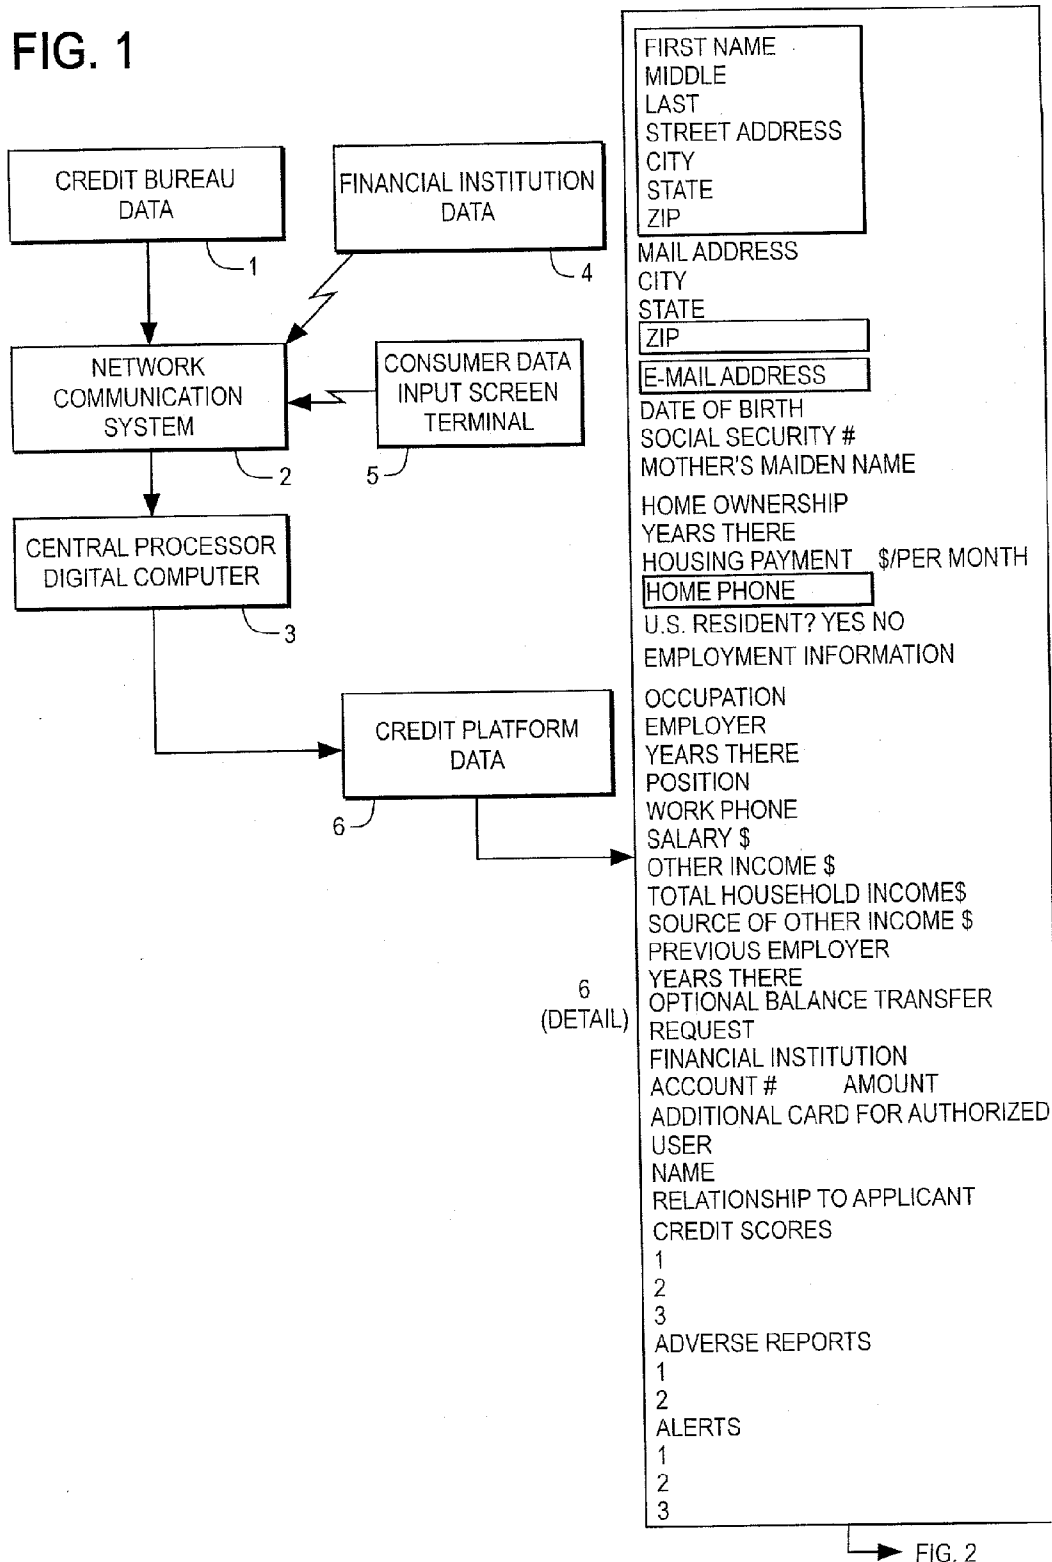 FIG. 1
CREDIT BUREAU
DATA
1
FINANCIAL INSTITUTION
DATA
4
NETWORK
COMMUNICATION
SYSTEM
2
CONSUMER DATA
INPUT SCREEN
TERMINAL
5
CENTRAL PROCESSOR
DIGITAL COMPUTER
3
CREDIT PLATFORM
DATA
6
6
(DETAIL)
FIRST NAME
MIDDLE
LAST
STREET ADDRESS
CITY
STATE
ZIP
MAIL ADDRESS
CITY
STATE
ZIP
E-MAIL ADDRESS
DATE OF BIRTH
SOCIAL SECURITY #
MOTHER'S MAIDEN NAME
HOME OWNERSHIP
YEARS THERE
HOUSING PAYMENT $/PER MONTH
HOME PHONE
U.S. RESIDENT? YES NO
EMPLOYMENT INFORMATION
OCCUPATION
EMPLOYER
YEARS THERE
POSITION
WORK PHONE
SALARY $
OTHER INCOME $
TOTAL HOUSEHOLD INCOME$
SOURCE OF OTHER INCOME $
PREVIOUS EMPLOYER
YEARS THERE
OPTIONAL BALANCE TRANSFER
REQUEST
FINANCIAL INSTITUTION
ACCOUNT # AMOUNT
ADDITIONAL CARD FOR AUTHORIZED
USER
NAME
RELATIONSHIP TO APPLICANT
CREDIT SCORES
1
2
3
ADVERSE REPORTS
1
2
ALERTS
1
2
3
FIG. 2